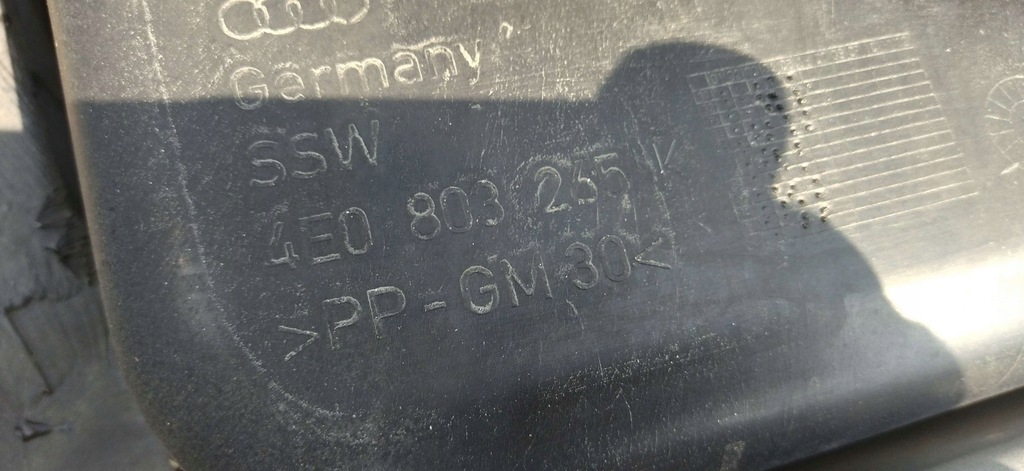 Germany
SSW
4E0 803 235 K
>PP-GM30<